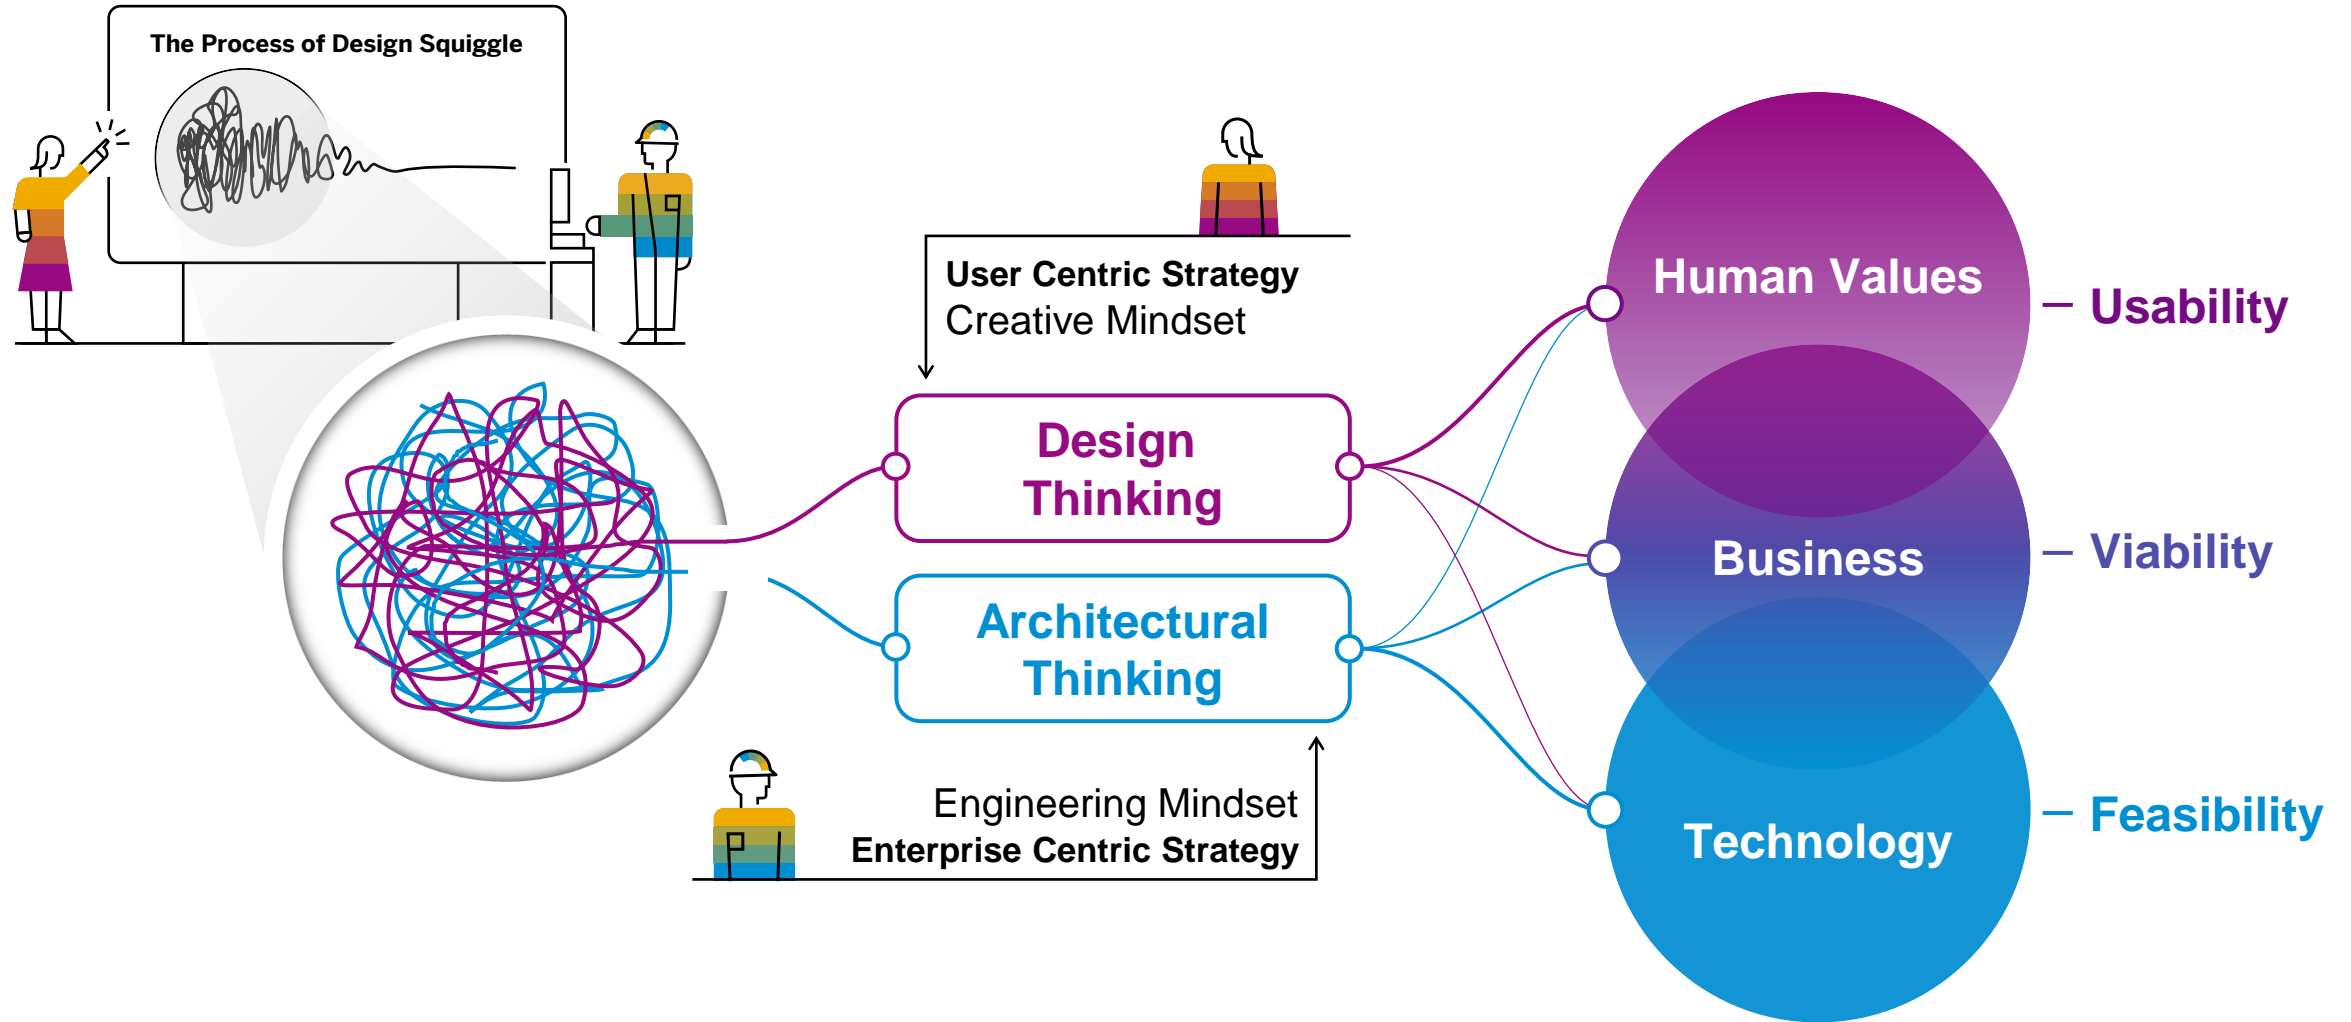 The Process of Design Squiggle
User Centric Strategy
Creative Mindset
Design
Thinking
Architectural
Thinking
Engineering Mindset
Enterprise Centric Strategy
Human Values
Usability
Business
Viability
Technology
Feasibility